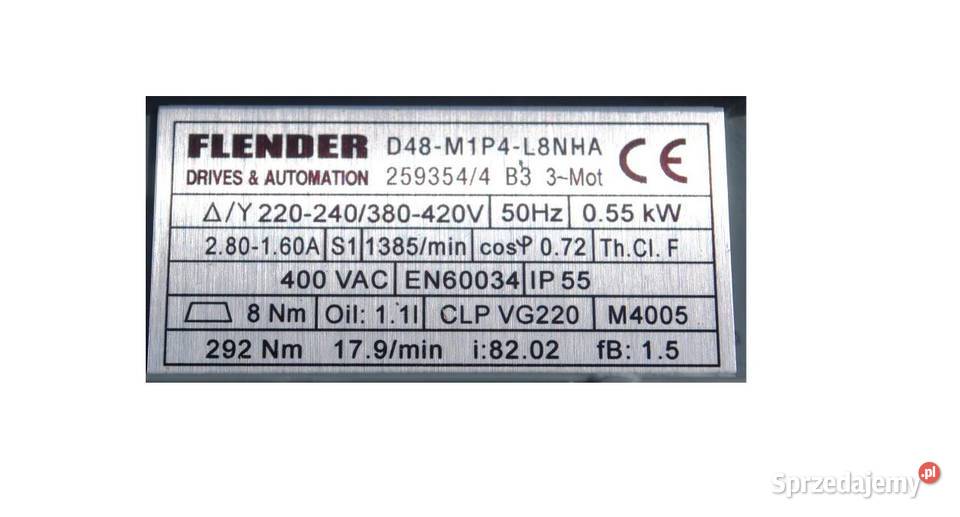 FLENDER D48-M1P4-L8NHA CE
DRIVES & AUTOMATION 259354/4 B3 3~Mot
Δ/Y 220-240/380-420V 50Hz 0.55 kW
2.80-1.60A S1 1385/min cosφ 0.72 Th.Cl. F
400 VAC EN60034 IP 55
8 Nm Oil: 1.1l CLP VG220 M4005
292 Nm 17.9/min i:82.02 fB: 1.5
Sprzedajemy.pl